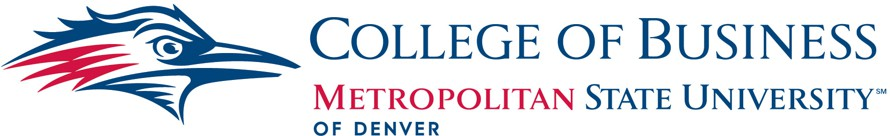 COLLEGE OF BUSINESS
METROPOLITAN STATE UNIVERSITY℠
OF DENVER